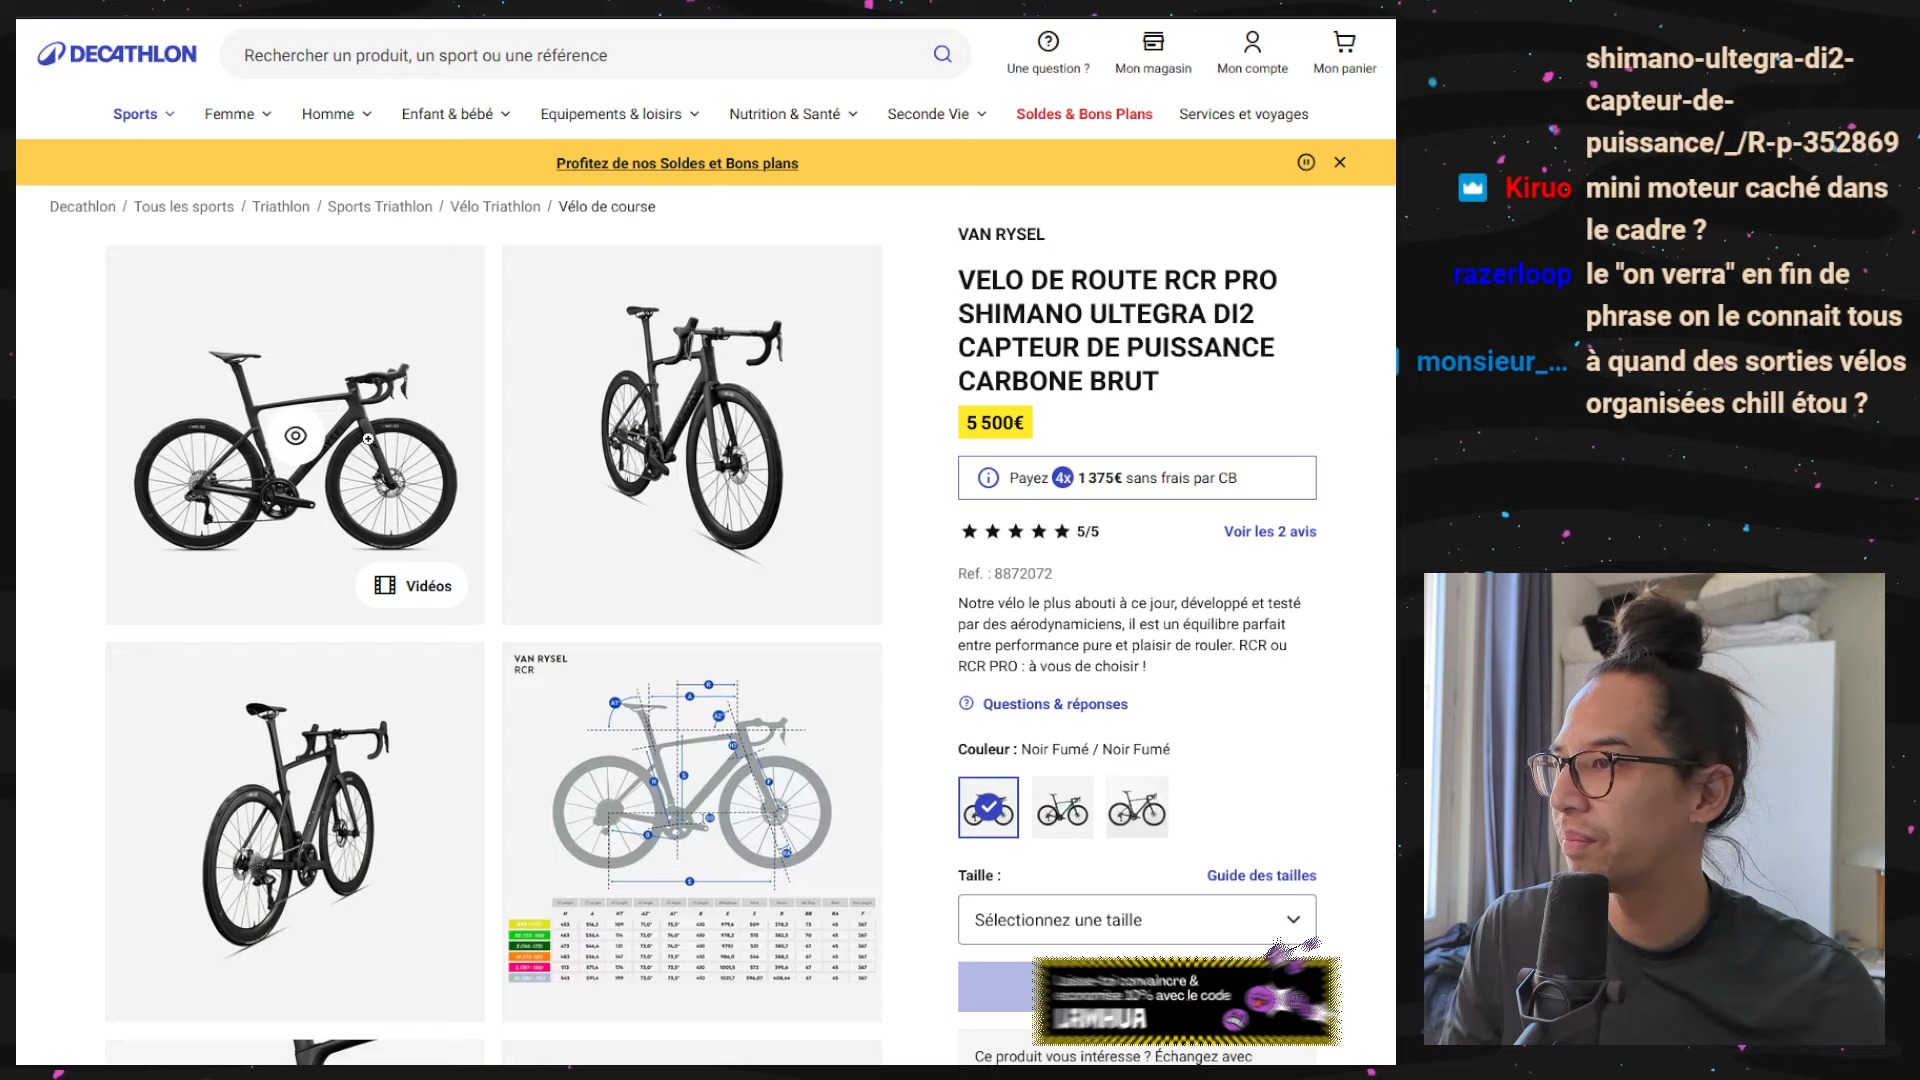 DECATHLON
Rechercher un produit, un sport ou une référence
Une question ?
Mon magasin
Mon compte
Mon panier
Sports
Femme
Homme
Enfant & bébé
Equipements & loisirs
Nutrition & Santé
Seconde Vie
Soldes & Bons Plans
Services et voyages
Profitez de nos Soldes et Bons plans
Decathlon / Tous les sports / Triathlon / Sports Triathlon / Vélo Triathlon / Vélo de course
Vidéos
VAN RYSEL
RCR
VAN RYSEL
VELO DE ROUTE RCR PRO
SHIMANO ULTEGRA DI2
CAPTEUR DE PUISSANCE
CARBONE BRUT
5 500€
Payez 4x 1 375€ sans frais par CB
5/5
Voir les 2 avis
Ref. : 8872072
Notre vélo le plus abouti à ce jour, développé et testé
par des aérodynamiciens, il est un équilibre parfait
entre performance pure et plaisir de rouler. RCR ou
RCR PRO : à vous de choisir !
Questions & réponses
Couleur : Noir Fumé / Noir Fumé
Taille :
Guide des tailles
Sélectionnez une taille
convaincre &
10% avec le code
Ce produit vous intéresse ? Échangez avec
shimano-ultegra-di2-
capteur-de-
puissance/_/R-p-352869
Kiruo mini moteur caché dans
le cadre ?
razerloop le "on verra" en fin de
phrase on le connait tous
monsieur_... à quand des sorties vélos
organisées chill étou ?